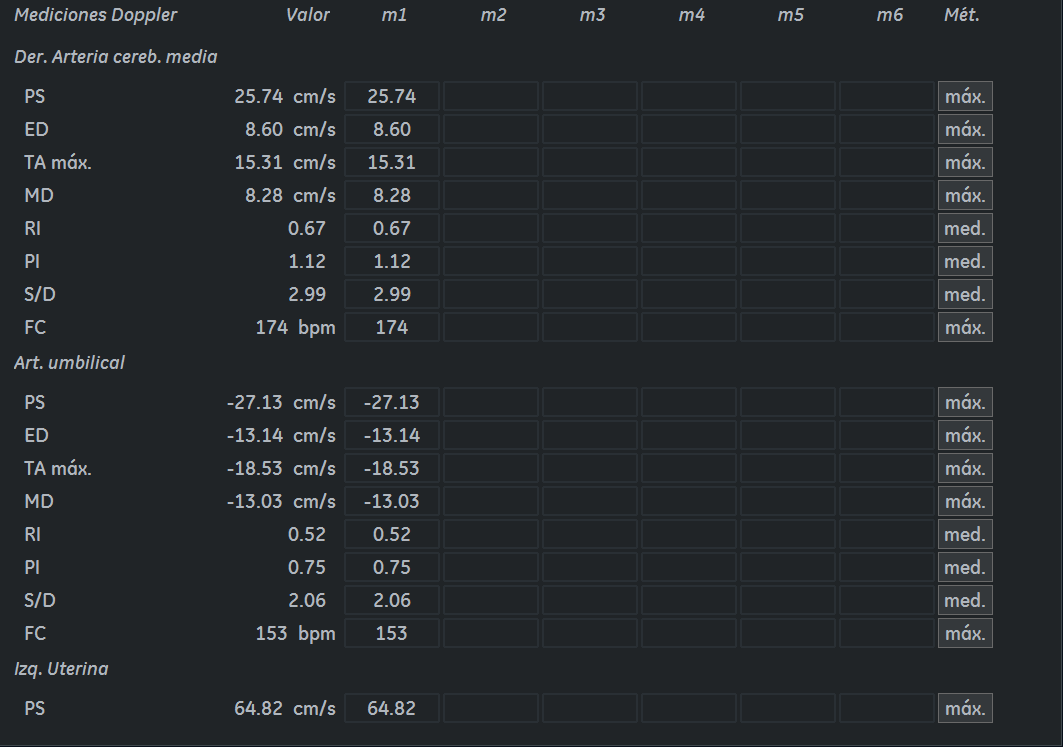 Mediciones Doppler Valor m1 m2 m3 m4 m5 m6 Mét.
Der. Arteria cereb. media
PS 25.74 cm/s 25.74 máx.
ED 8.60 cm/s 8.60 máx.
TA máx. 15.31 cm/s 15.31 máx.
MD 8.28 cm/s 8.28 máx.
RI 0.67 0.67 med.
PI 1.12 1.12 med.
S/D 2.99 2.99 med.
FC 174 bpm 174 máx.
Art. umbilical
PS -27.13 cm/s -27.13 máx.
ED -13.14 cm/s -13.14 máx.
TA máx. -18.53 cm/s -18.53 máx.
MD -13.03 cm/s -13.03 máx.
RI 0.52 0.52 med.
PI 0.75 0.75 med.
S/D 2.06 2.06 med.
FC 153 bpm 153 máx.
Izq. Uterina
PS 64.82 cm/s 64.82 máx.